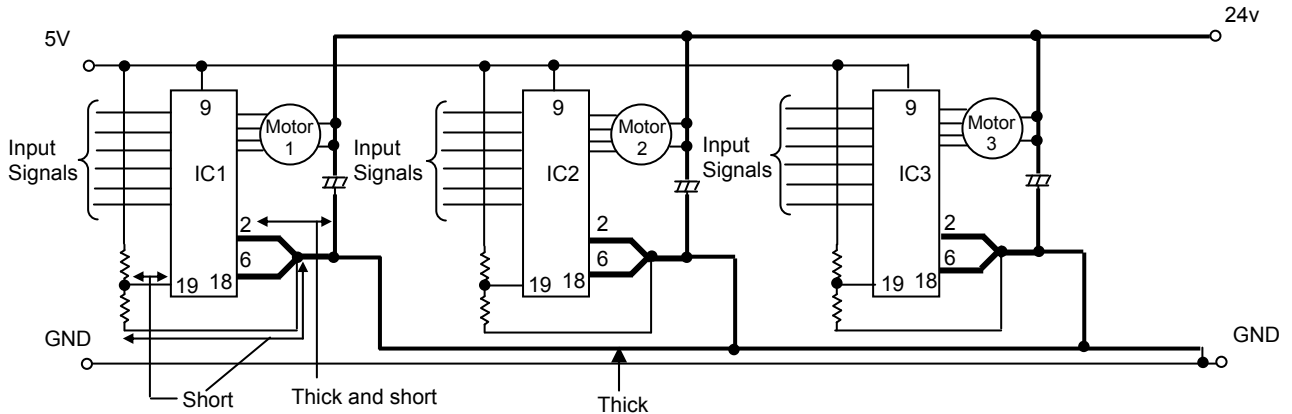 24v
5V
9
9
9
Motor
1
Motor
2
Motor
3
Input
Signals
IC1
Input
Signals
IC2
Input
Signals
IC3
2
6
19
18
2
6
19
18
2
6
19
18
GND
GND
Short
Thick and short
Thick